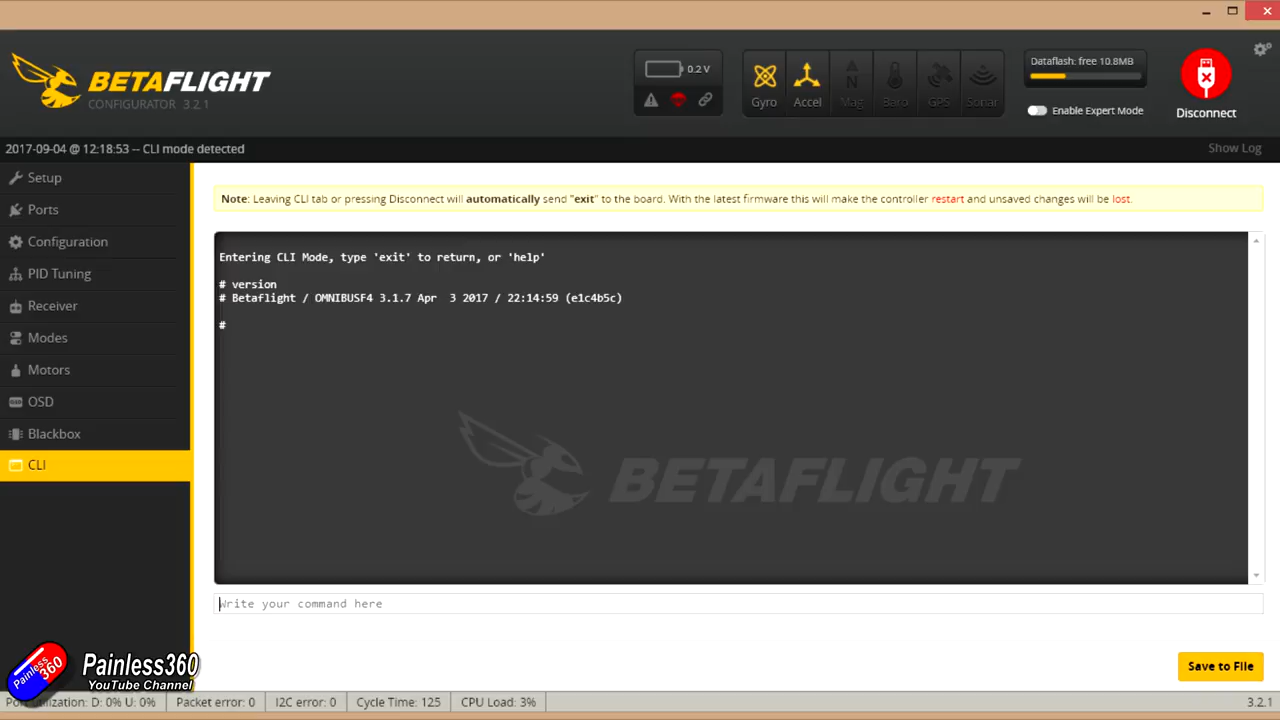 BETAFLIGHT
CONFIGURATOR 3.2.1
0.2 V
Gyro
Accel
Mag
Baro
GPS
Sonar
Dataflash: free 10.8MB
Enable Expert Mode
Disconnect
2017-09-04 @ 12:18:53 -- CLI mode detected
Show Log
Setup
Ports
Configuration
PID Tuning
Receiver
Modes
Motors
OSD
Blackbox
CLI
Note: Leaving CLI tab or pressing Disconnect will automatically send "exit" to the board. With the latest firmware this will make the controller restart and unsaved changes will be lost.
Entering CLI Mode, type 'exit' to return, or 'help'
# version
# Betaflight / OMNIBUSF4 3.1.7 Apr  3 2017 / 22:14:59 (e1c4b5c)
#
BETAFLIGHT
Write your command here
Save to File
Painless360
Painless360
YouTube Channel
D: 0% U: 0%
Packet error: 0
I2C error: 0
Cycle Time: 125
CPU Load: 3%
3.2.1